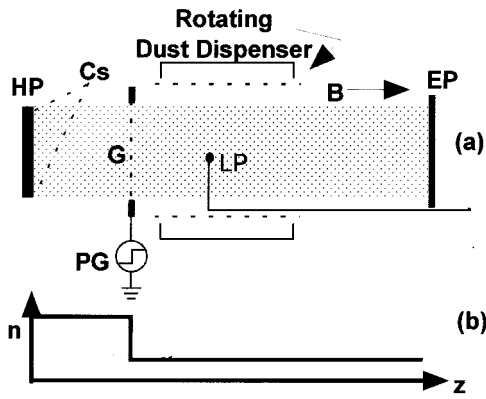 Rotating
Dust Dispenser
HP
Cs
B
EP
(a)
G
LP
PG
(b)
n
z